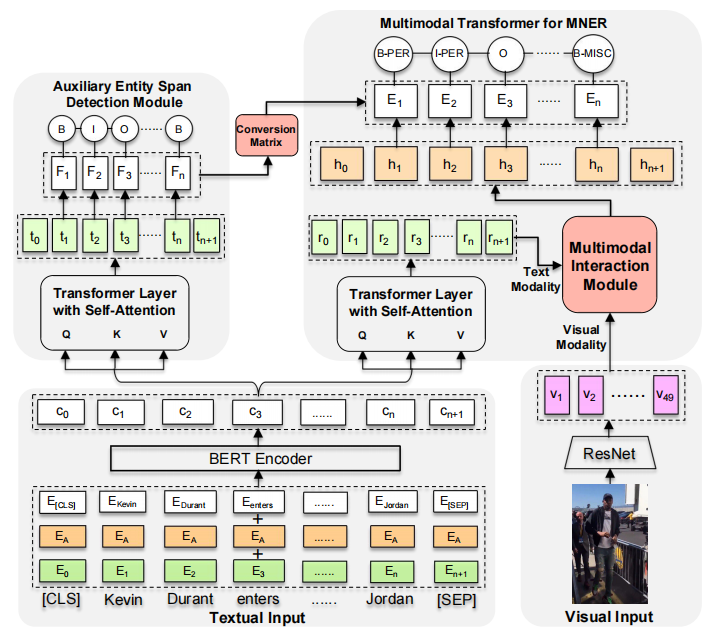 Multimodal Transformer for MNER
B-PER I-PER O ...... B-MISC
E1 E2 E3 ...... En
h0 h1 h2 h3 ...... hn hn+1
Auxiliary Entity Span
Detection Module
B I O ...... B
F1 F2 F3 ...... Fn
t0 t1 t2 t3 ...... tn tn+1
Conversion
Matrix
r0 r1 r2 r3 ...... rn rn+1
Text
Modality
Multimodal
Interaction
Module
Visual
Modality
Transformer Layer
with Self-Attention
Q K V
Transformer Layer
with Self-Attention
Q K V
c0 c1 c2 c3 ...... cn cn+1
BERT Encoder
E[CLS] EKevin EDurant Eenters ...... EJordan E[SEP]
+
EA EA EA EA ...... EA EA
+
E0 E1 E2 E3 ...... En En+1
[CLS] Kevin Durant enters ...... Jordan [SEP]
Textual Input
v1 v2 ...... v49
ResNet
Visual Input